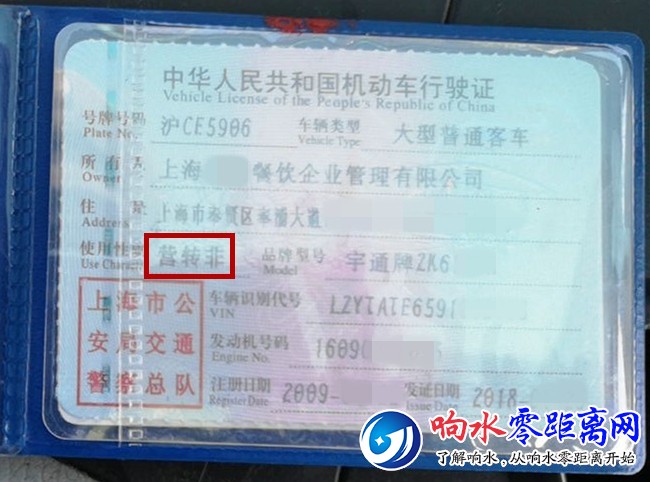 中华人民共和国机动车行驶证
Vehicle License of the People's Republic of China
号牌号码 沪CE5906 车辆类型 大型普通客车
Plate No. Vehicle Type
所有人 上海 餐饮企业管理有限公司
Owner
住址 上海市奉贤区奉浦大道
Address
使用性质 营转非 品牌型号 宇通牌ZK6
Use Character Model
上海市公 车辆识别代号 LZYTATE6591
VIN
安局交通 发动机号码 1609
Engine No.
警察总队 注册日期 2009- 发证日期 2018-
Register Date Issue Date
响水零距离网
了解响水，从响水零距离开始